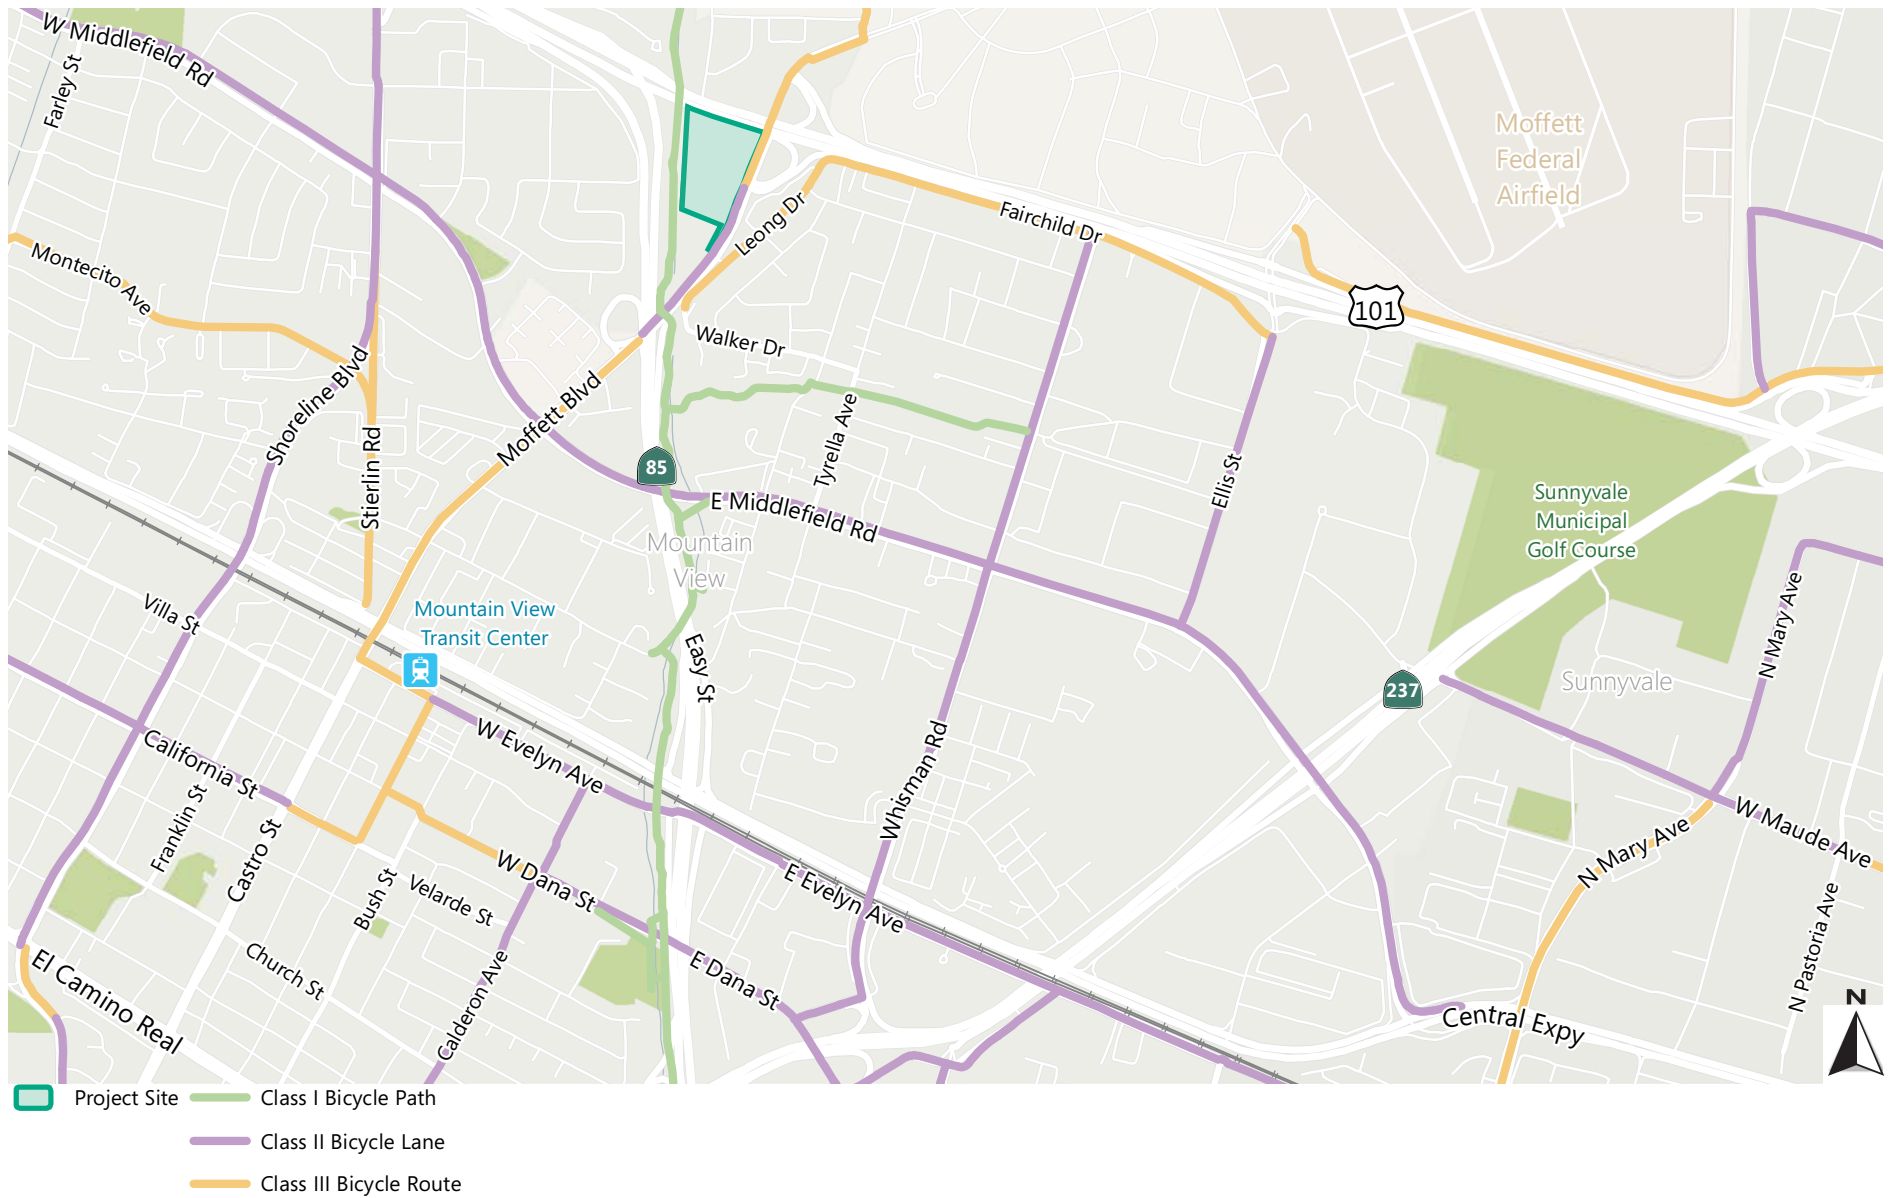 W Middlefield Rd
Farley St
Moffett
Federal
Airfield
Leong Dr
Fairchild Dr
Montecito Ave
101
Walker Dr
Shoreline Blvd
Moffett Blvd
Tyrella Ave
Stierlin Rd
85
Ellis St
E Middlefield Rd
Sunnyvale
Municipal
Golf Course
Mountain
View
Villa St
Mountain View
Transit Center
N Mary Ave
Easy St
237
Sunnyvale
W Evelyn Ave
California St
Whisman Rd
Franklin St
Castro St
W Maude Ave
N Mary Ave
W Dana St
Bush St
Velarde St
E Evelyn Ave
N Pastoria Ave
El Camino Real
Church St
Calderon Ave
E Dana St
Central Expy
N
Project Site
Class I Bicycle Path
Class II Bicycle Lane
Class III Bicycle Route